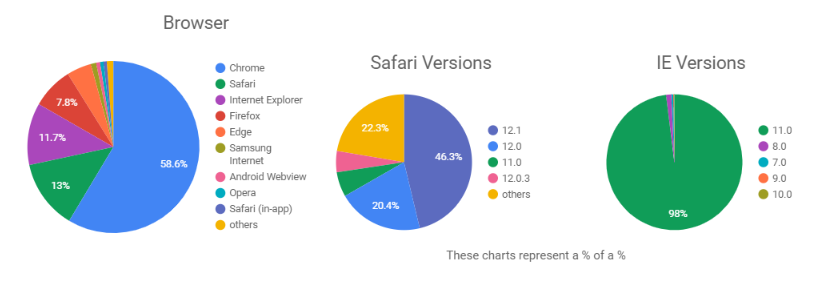 Browser
Chrome
Safari
Internet Explorer
Firefox
Edge
Samsung
Internet
Android Webview
Opera
Safari (in-app)
others
58.6%
13%
11.7%
7.8%
Safari Versions
12.1
12.0
11.0
12.0.3
others
46.3%
20.4%
22.3%
IE Versions
11.0
8.0
7.0
9.0
10.0
98%
These charts represent a % of a %